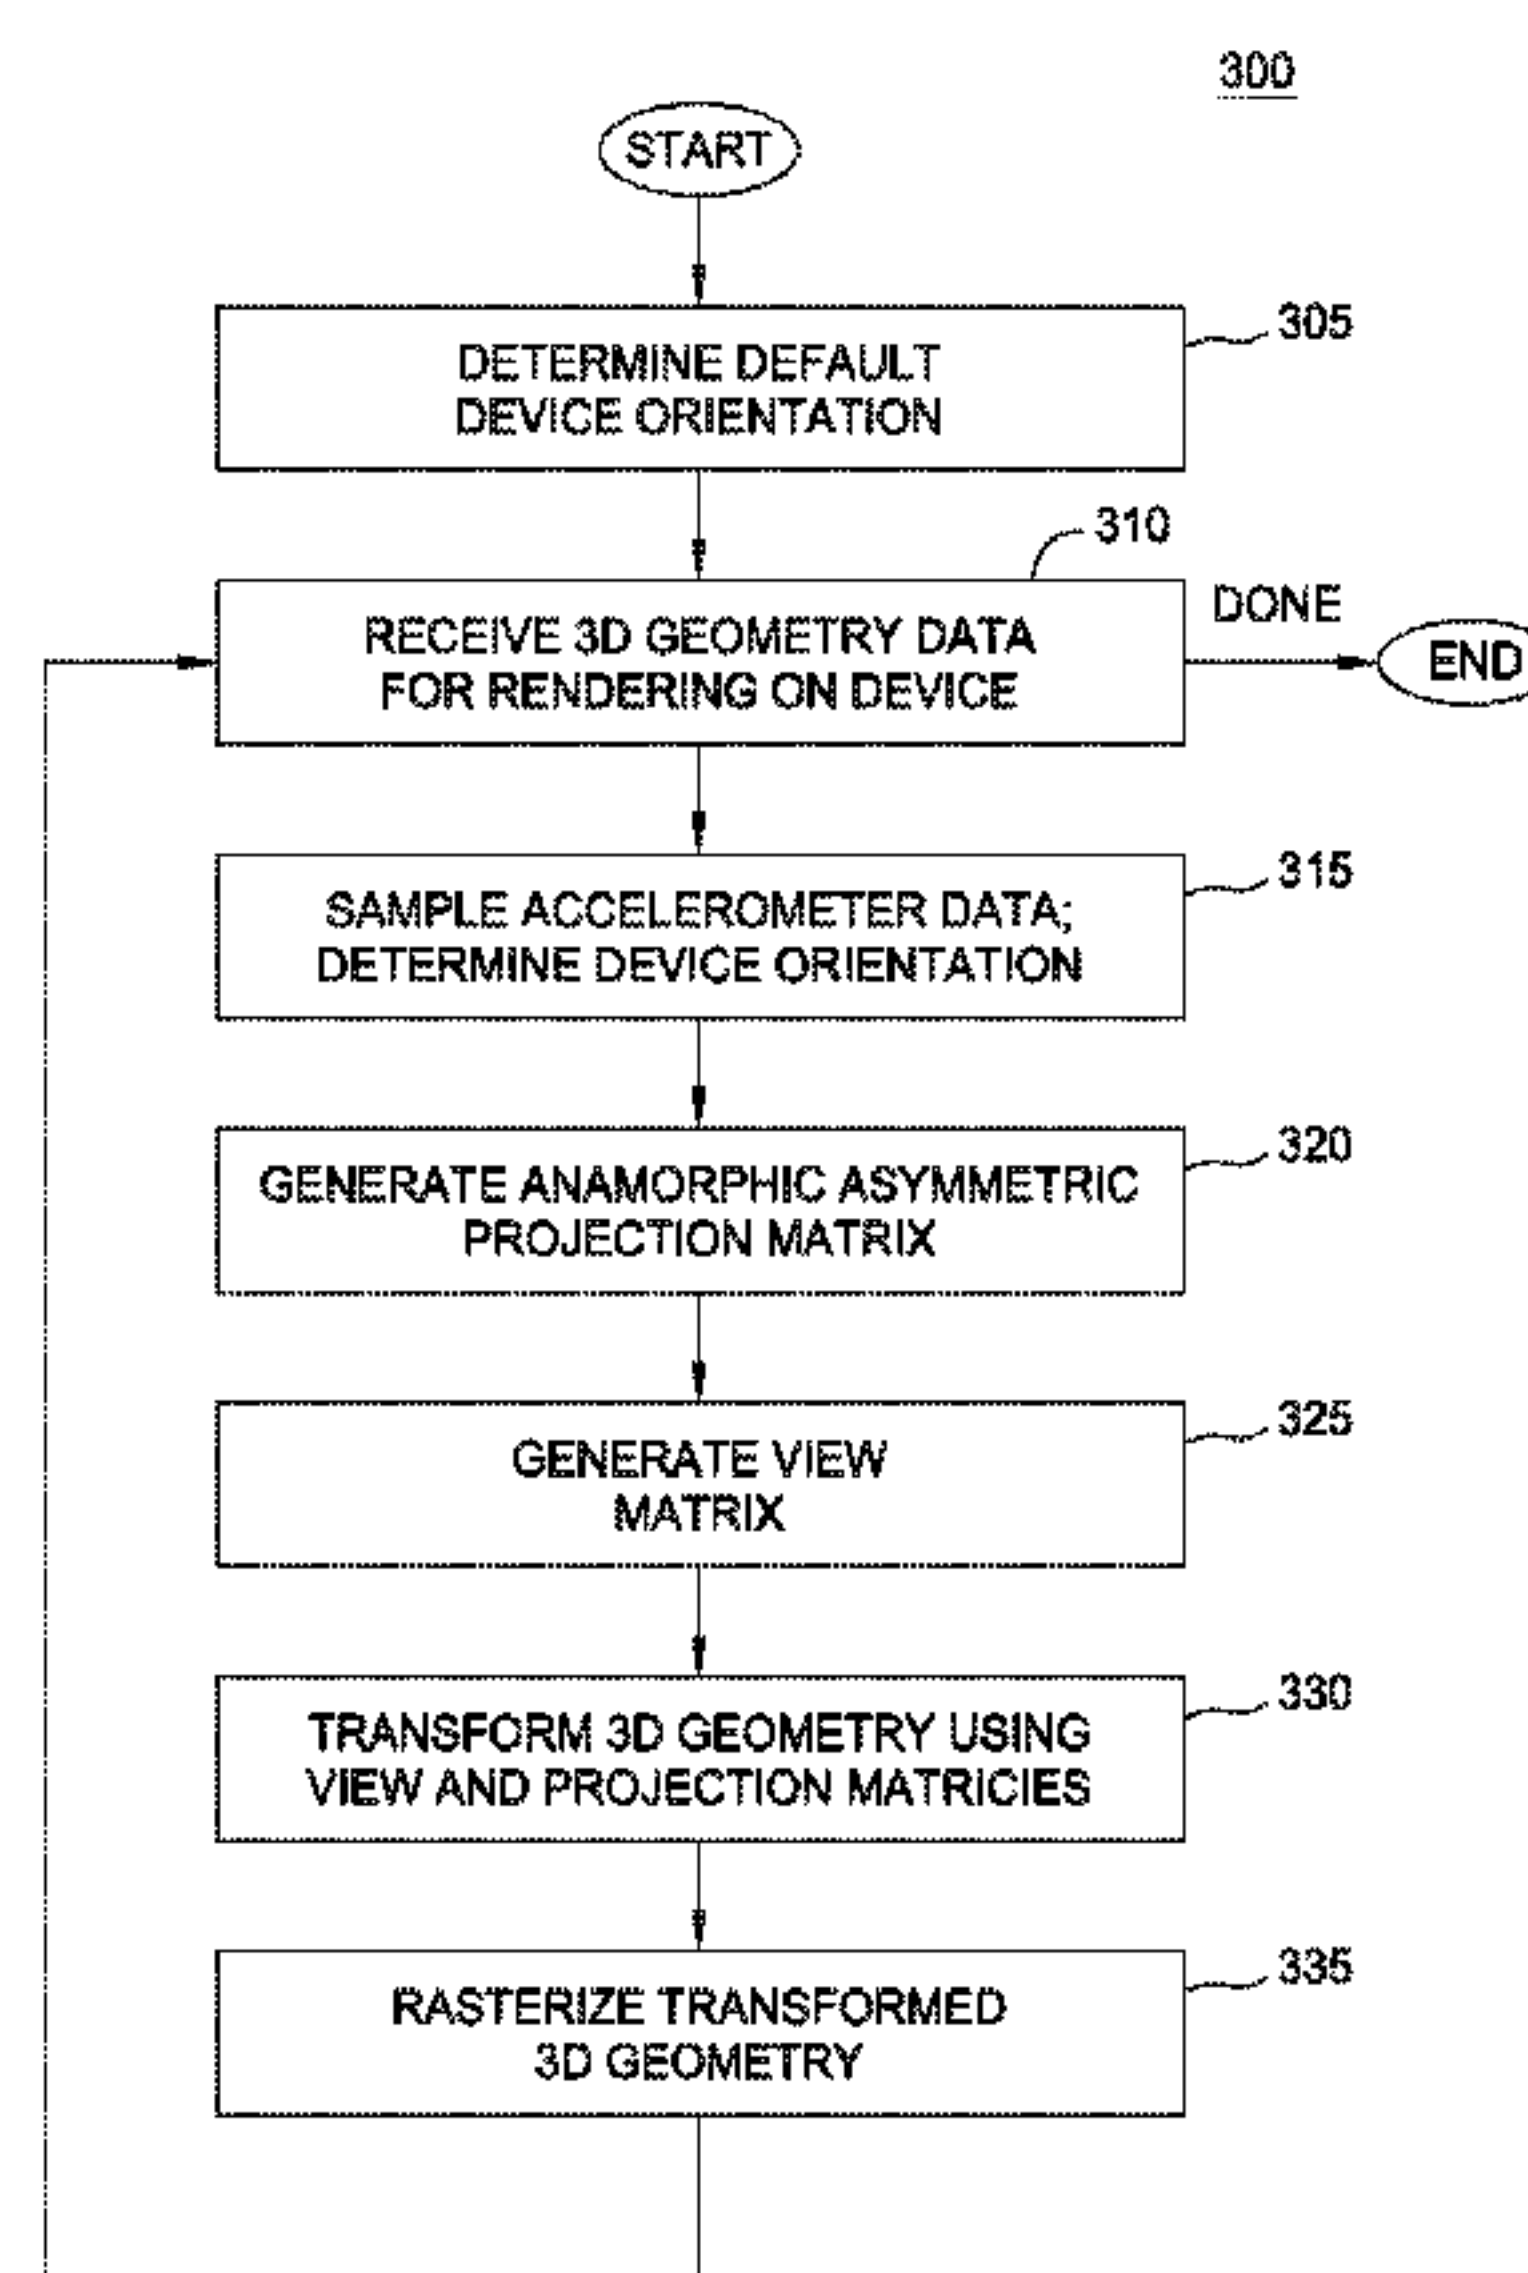 300
START
305
DETERMINE DEFAULT
DEVICE ORIENTATION
310
RECEIVE 3D GEOMETRY DATA
FOR RENDERING ON DEVICE
DONE
END
315
SAMPLE ACCELEROMETER DATA;
DETERMINE DEVICE ORIENTATION
320
GENERATE ANAMORPHIC ASYMMETRIC
PROJECTION MATRIX
325
GENERATE VIEW
MATRIX
330
TRANSFORM 3D GEOMETRY USING
VIEW AND PROJECTION MATRICIES
335
RASTERIZE TRANSFORMED
3D GEOMETRY